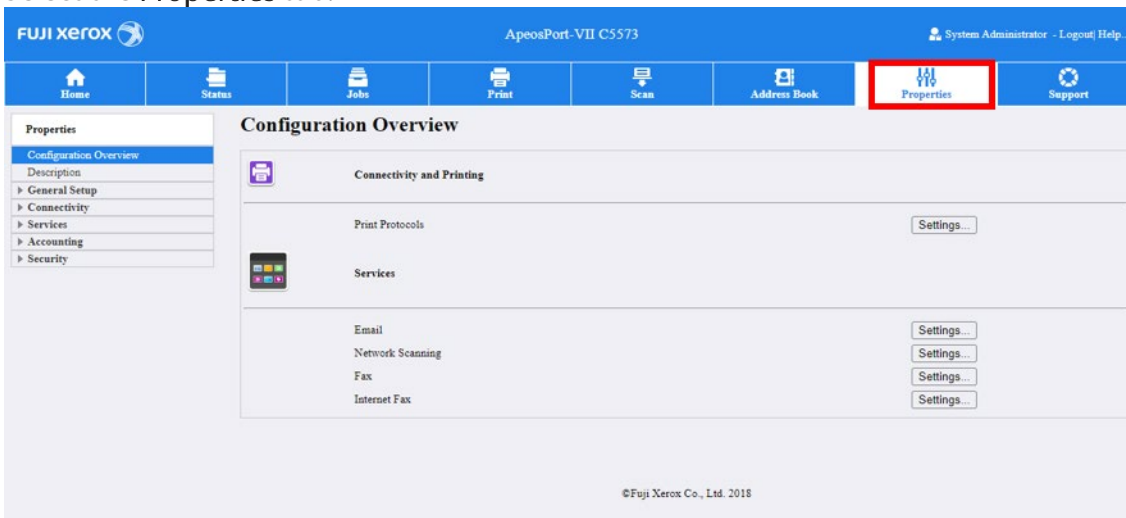 FUJI xerox
ApeosPort-VII C5573
System Administrator - Logout| Help..
Home
Status
Jobs
Print
Scan
Address Book
Properties
Support
Properties
Configuration Overview
Description
General Setup
Connectivity
Services
Accounting
Security
Configuration Overview
Connectivity and Printing
Print Protocols
Settings...
Services
Email
Settings...
Network Scanning
Settings...
Fax
Settings...
Internet Fax
Settings...
©Fuji Xerox Co., Ltd. 2018